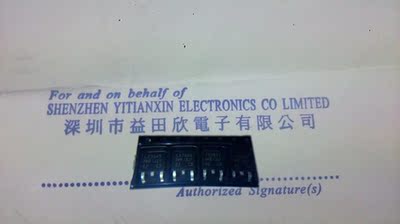 For and on behalf of
SHENZHEN YITIANXIN ELECTRONICS CO LIMITED
深圳市益田欣電子有限公司
Authorized Signature(s)